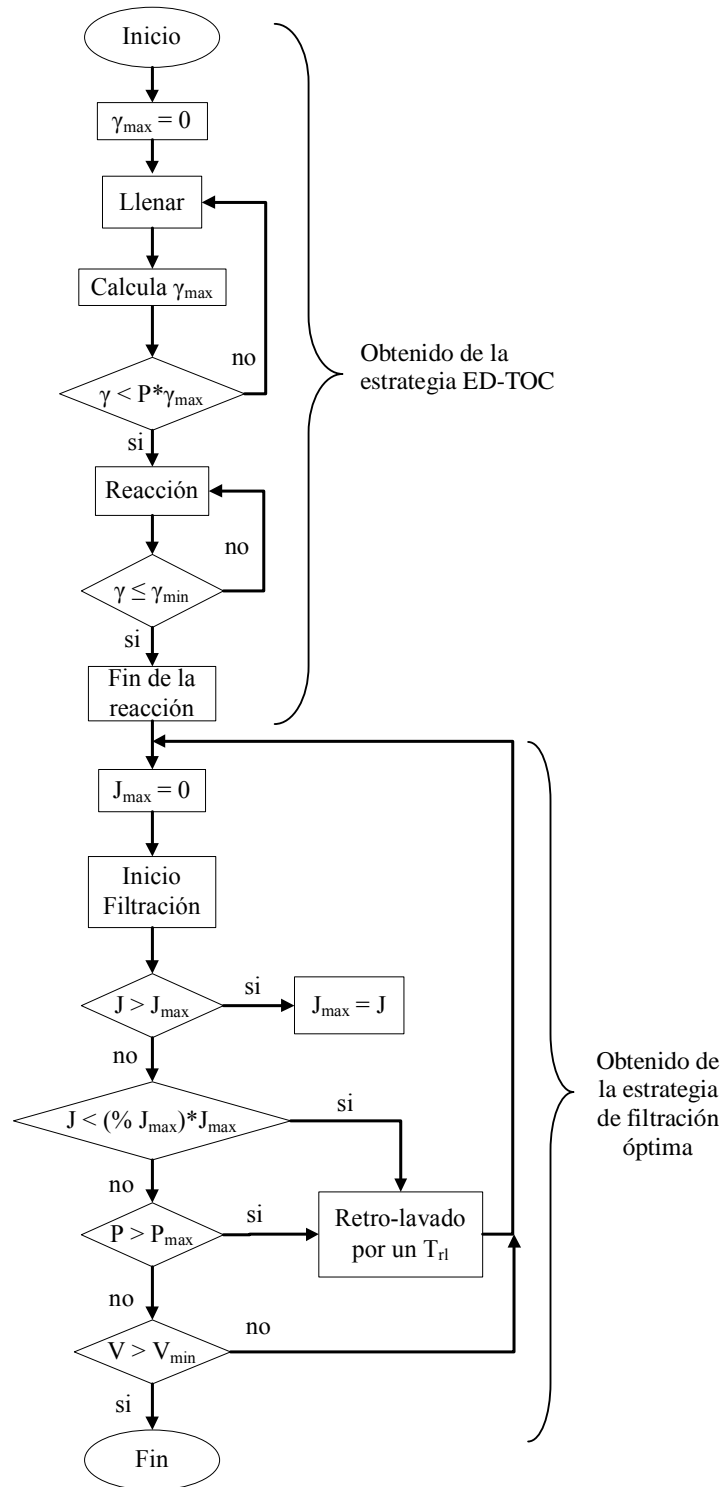 Inicio
γmax = 0
Llenar
Calcula γmax
no
γ < P*γmax
si
Reacción
no
γ ≤ γmin
si
Fin de la
reacción
Obtenido de la
estrategia ED-TOC
Jmax = 0
Inicio
Filtración
J > Jmax
si
Jmax = J
no
J < (% Jmax)*Jmax
si
no
P > Pmax
si
Retro-lavado
por un Trl
no
V > Vmin
no
si
Fin
Obtenido de
la estrategia
de filtración
óptima